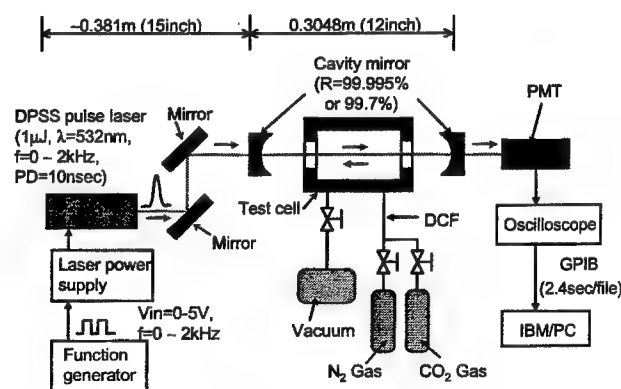 ~0.381m (15inch)
0.3048m (12inch)
Cavity mirror
(R=99.995%
or 99.7%)
PMT
DPSS pulse laser
(1μJ, λ=532nm,
f=0 ~ 2kHz,
PD=10nsec)
Mirror
Mirror
Test cell
DCF
Oscilloscope
GPIB
(2.4sec/file)
IBM/PC
Laser power
supply
Vin=0-5V,
f=0 ~ 2kHz
Function
generator
Vacuum
N₂ Gas
CO₂ Gas